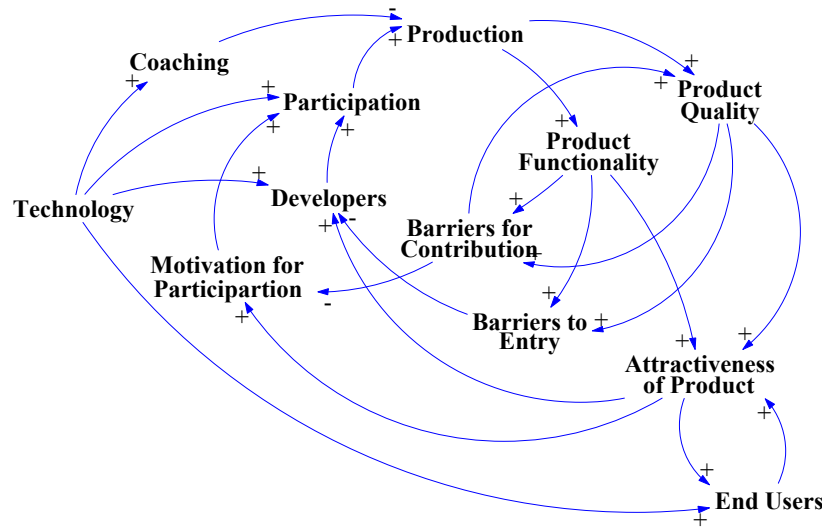 Production
Coaching
Participation
Product
Quality
Product
Functionality
Technology
Developers
Barriers for
Contribution
Motivation for
Participartion
Barriers to
Entry
Attractiveness
of Product
End Users
-
+
+
+
+
+
+
+
+
+
+
+
-
+
+
-
+
+
+
+
+
+
+
+